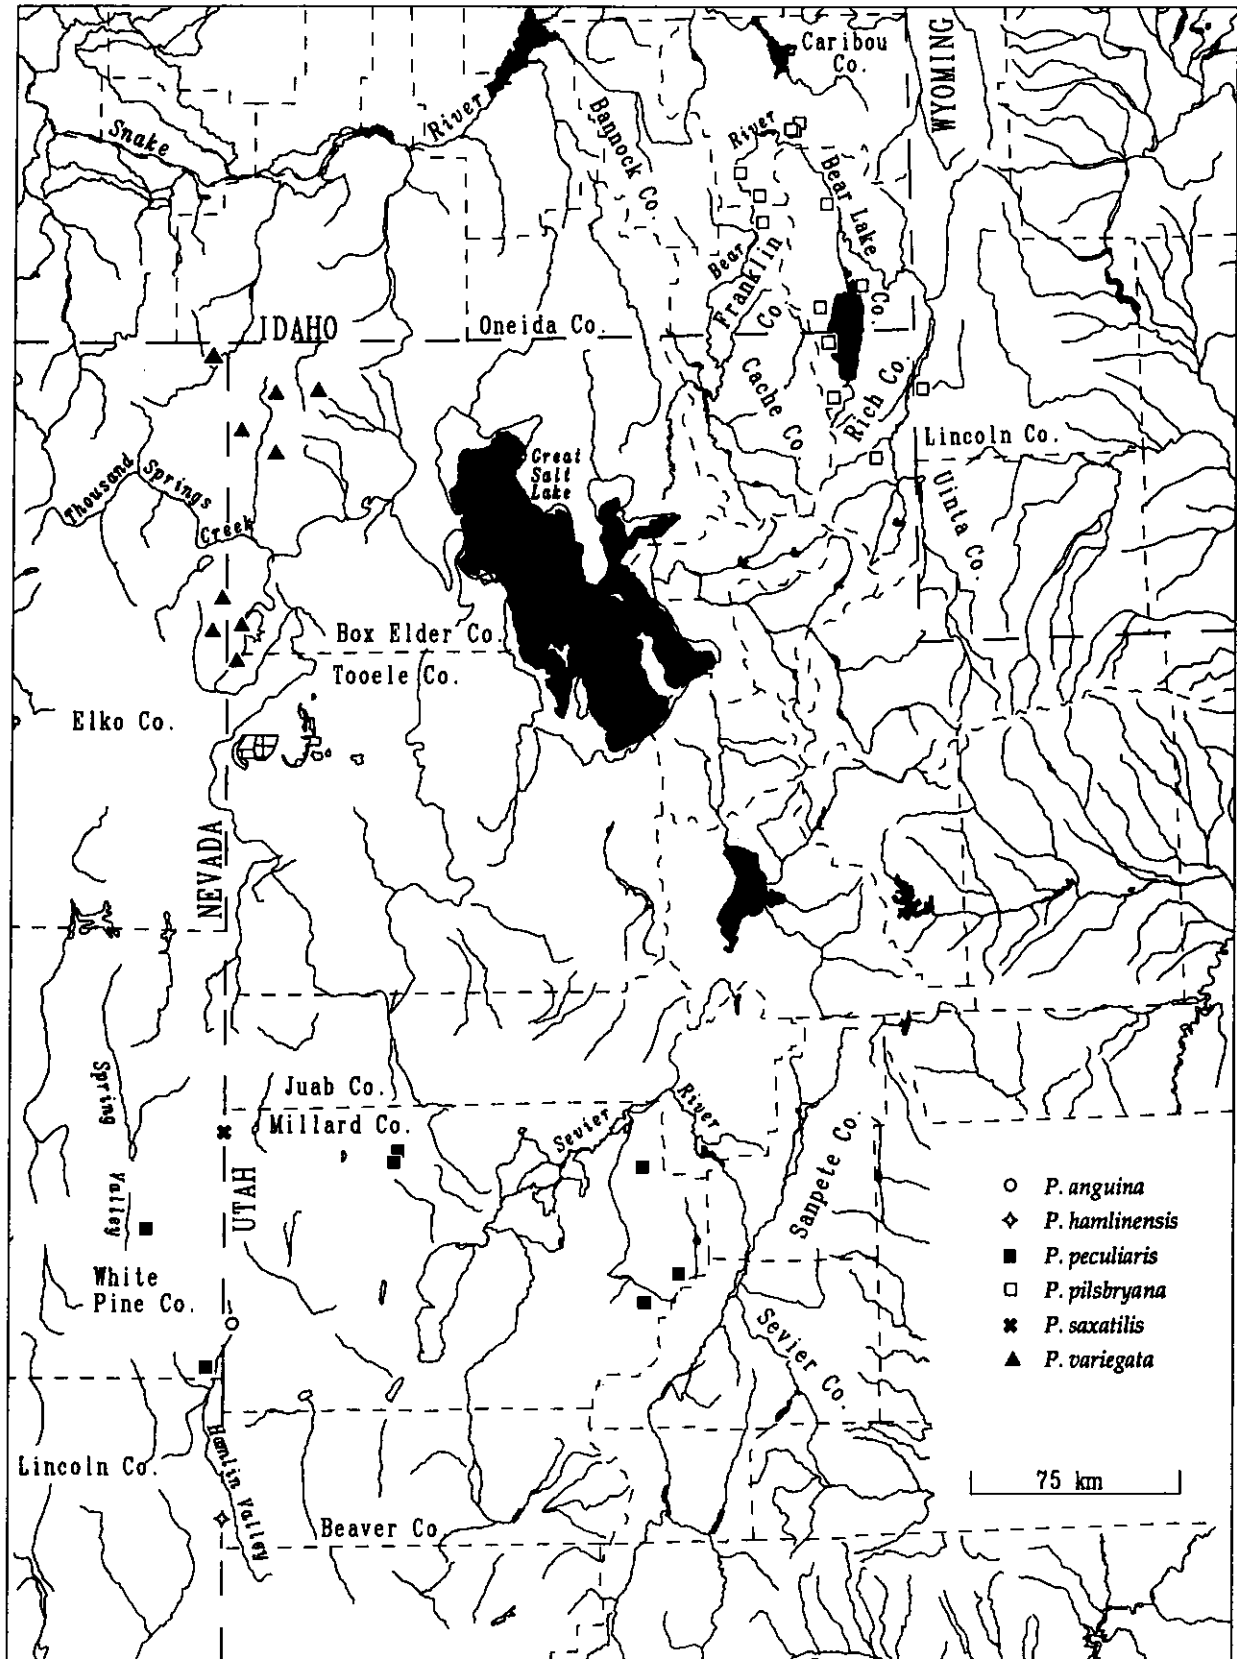 Caribou
Co.
WYOMING
Snake
River
Bannock Co.
River
Bear Lake
Co.
Bear
Franklin
Co.
IDAHO
Oneida Co.
Cache Co.
Rich Co.
Lincoln Co.
Uinta Co.
Great
Salt
Lake
Thousand
Springs
Creek
Box Elder Co.
Tooele Co.
Elko Co.
NEVADA
Spring
Valley
Juab Co.
Millard Co.
UTAH
Sevier
River
Sanpete Co.
White
Pine Co.
Sevier Co.
Hamlin Valley
Lincoln Co.
Beaver Co.
P. anguina
P. hamlinensis
P. peculiaris
P. pilsbryana
P. saxatilis
P. variegata
75 km